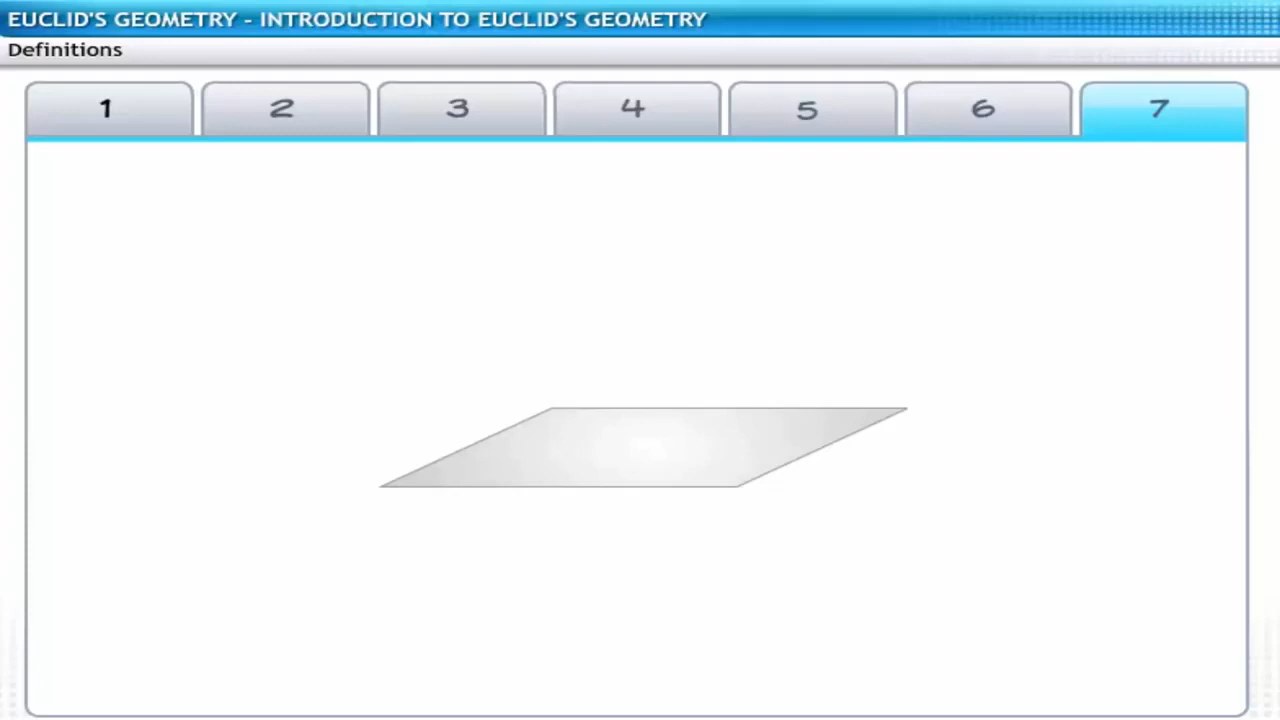 EUCLID'S GEOMETRY - INTRODUCTION TO EUCLID'S GEOMETRY
Definitions
1 2 3 4 5 6 7